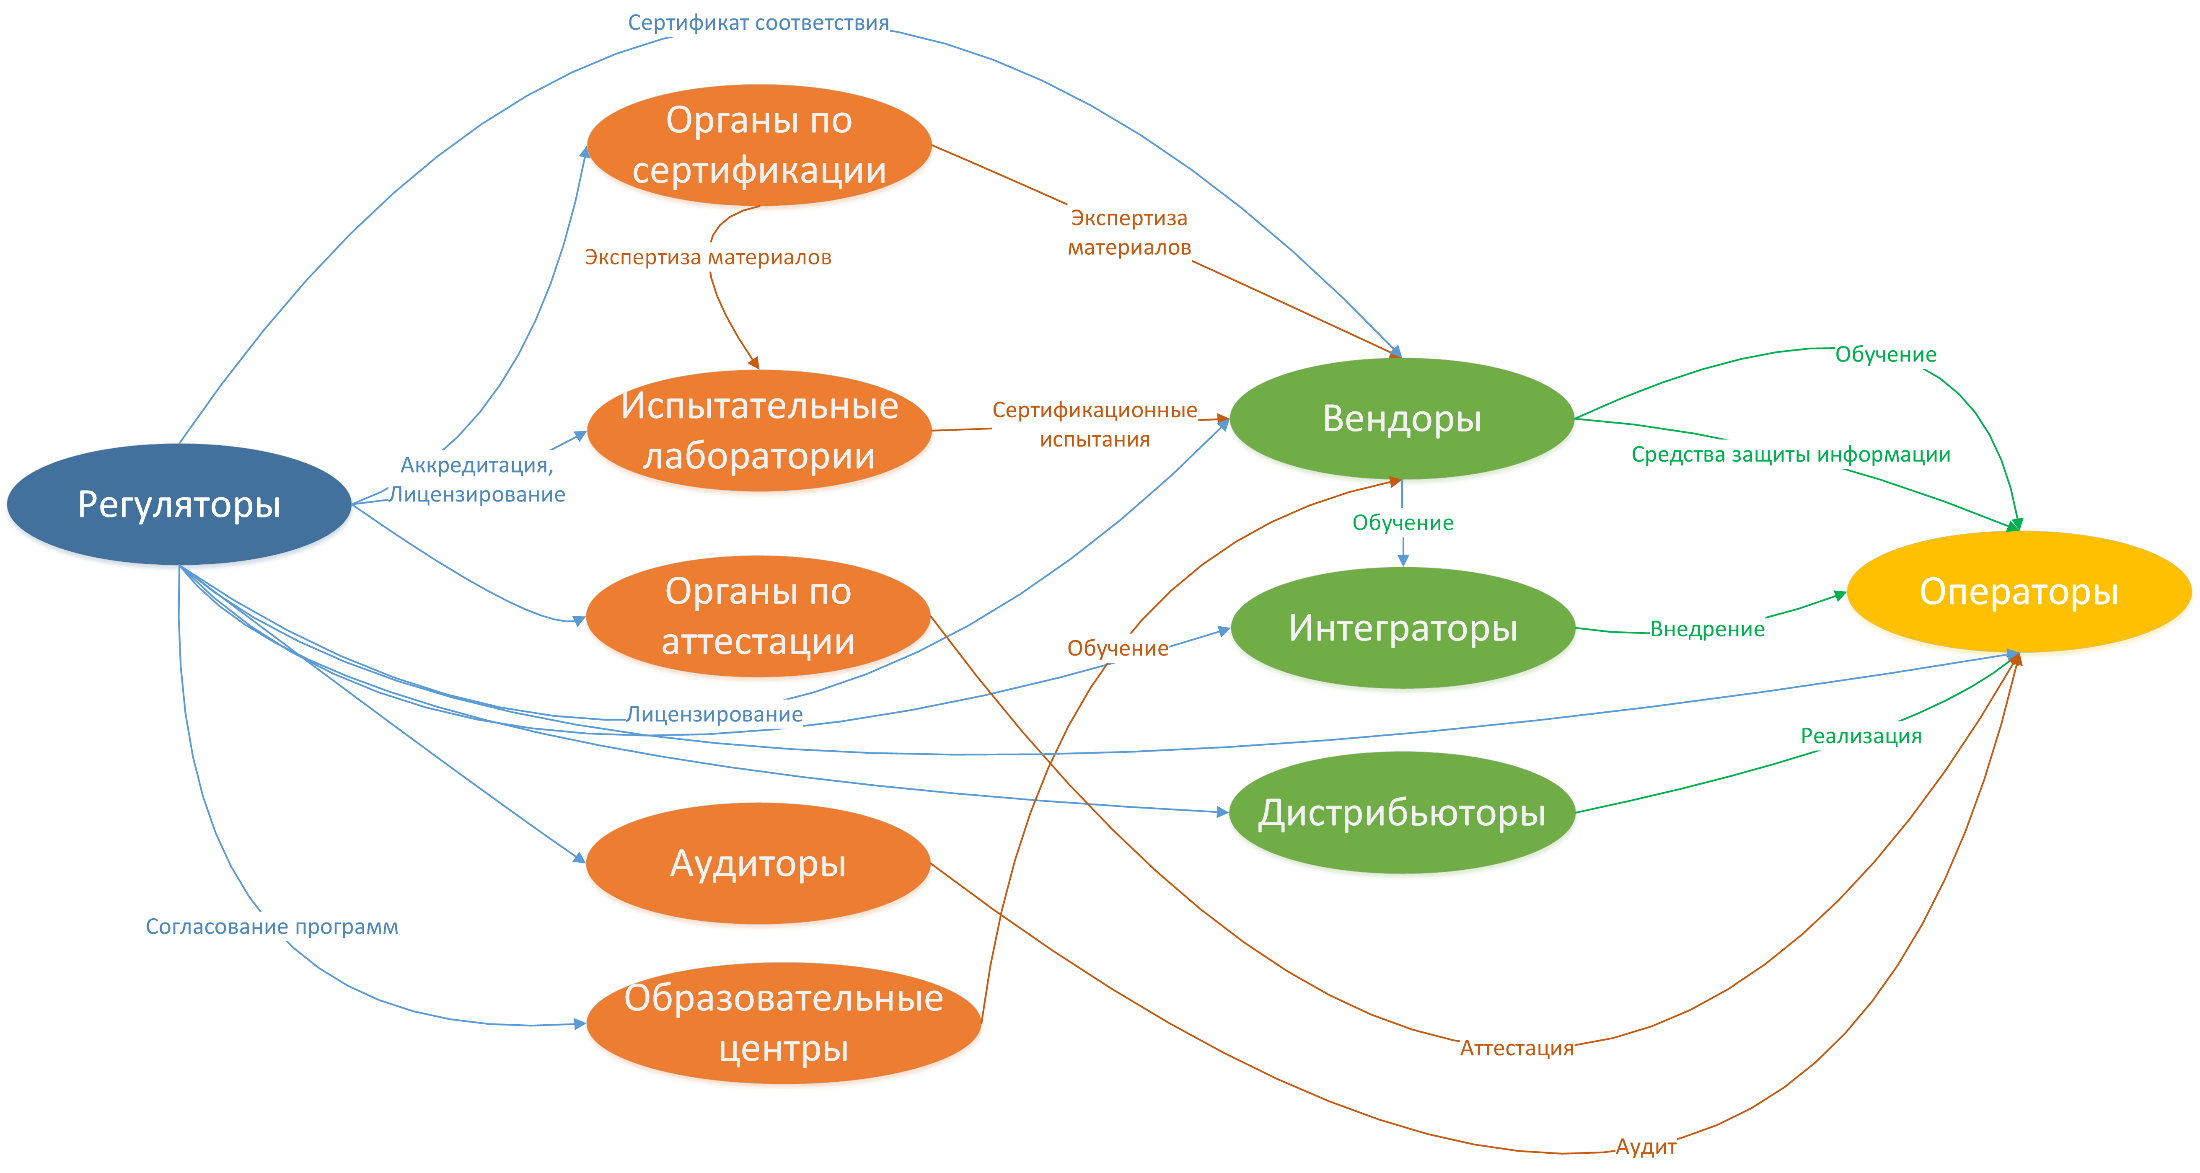 Сертификат соответствия
Органы по
сертификации
Экспертиза
материалов
Экспертиза материалов
Обучение
Испытательные
лаборатории
Сертификационные
испытания
Вендоры
Средства защиты информации
Аккредитация,
Лицензирование
Регуляторы
Обучение
Органы по
аттестации
Обучение
Интеграторы
Внедрение
Операторы
Лицензирование
Реализация
Дистрибьюторы
Аудиторы
Согласование программ
Образовательные
центры
Аттестация
Аудит